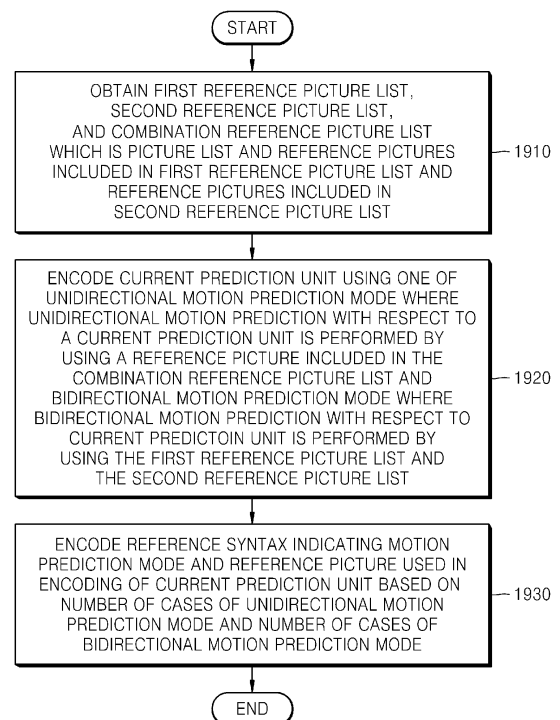 START
OBTAIN FIRST REFERENCE PICTURE LIST,
SECOND REFERENCE PICTURE LIST,
AND COMBINATION REFERENCE PICTURE LIST
WHICH IS PICTURE LIST AND REFERENCE PICTURES
INCLUDED IN FIRST REFERENCE PICTURE LIST AND
REFERENCE PICTURES INCLUDED IN
SECOND REFERENCE PICTURE LIST
1910
ENCODE CURRENT PREDICTION UNIT USING ONE OF
UNIDIRECTIONAL MOTION PREDICTION MODE WHERE
UNIDIRECTIONAL MOTION PREDICTION WITH RESPECT TO
A CURRENT PREDICTION UNIT IS PERFORMED BY
USING A REFERENCE PICTURE INCLUDED IN THE
COMBINATION REFERENCE PICTURE LIST AND
BIDIRECTIONAL MOTION PREDICTION MODE WHERE
BIDIRECTIONAL MOTION PREDICTION WITH RESPECT TO
CURRENT PREDICTOIN UNIT IS PERFORMED BY
USING THE FIRST REFERENCE PICTURE LIST AND
THE SECOND REFERENCE PICTURE LIST
1920
ENCODE REFERENCE SYNTAX INDICATING MOTION
PREDICTION MODE AND REFERENCE PICTURE USED IN
ENCODING OF CURRENT PREDICTION UNIT BASED ON
NUMBER OF CASES OF UNIDIRECTIONAL MOTION
PREDICTION MODE AND NUMBER OF CASES OF
BIDIRECTIONAL MOTION PREDICTION MODE
1930
END